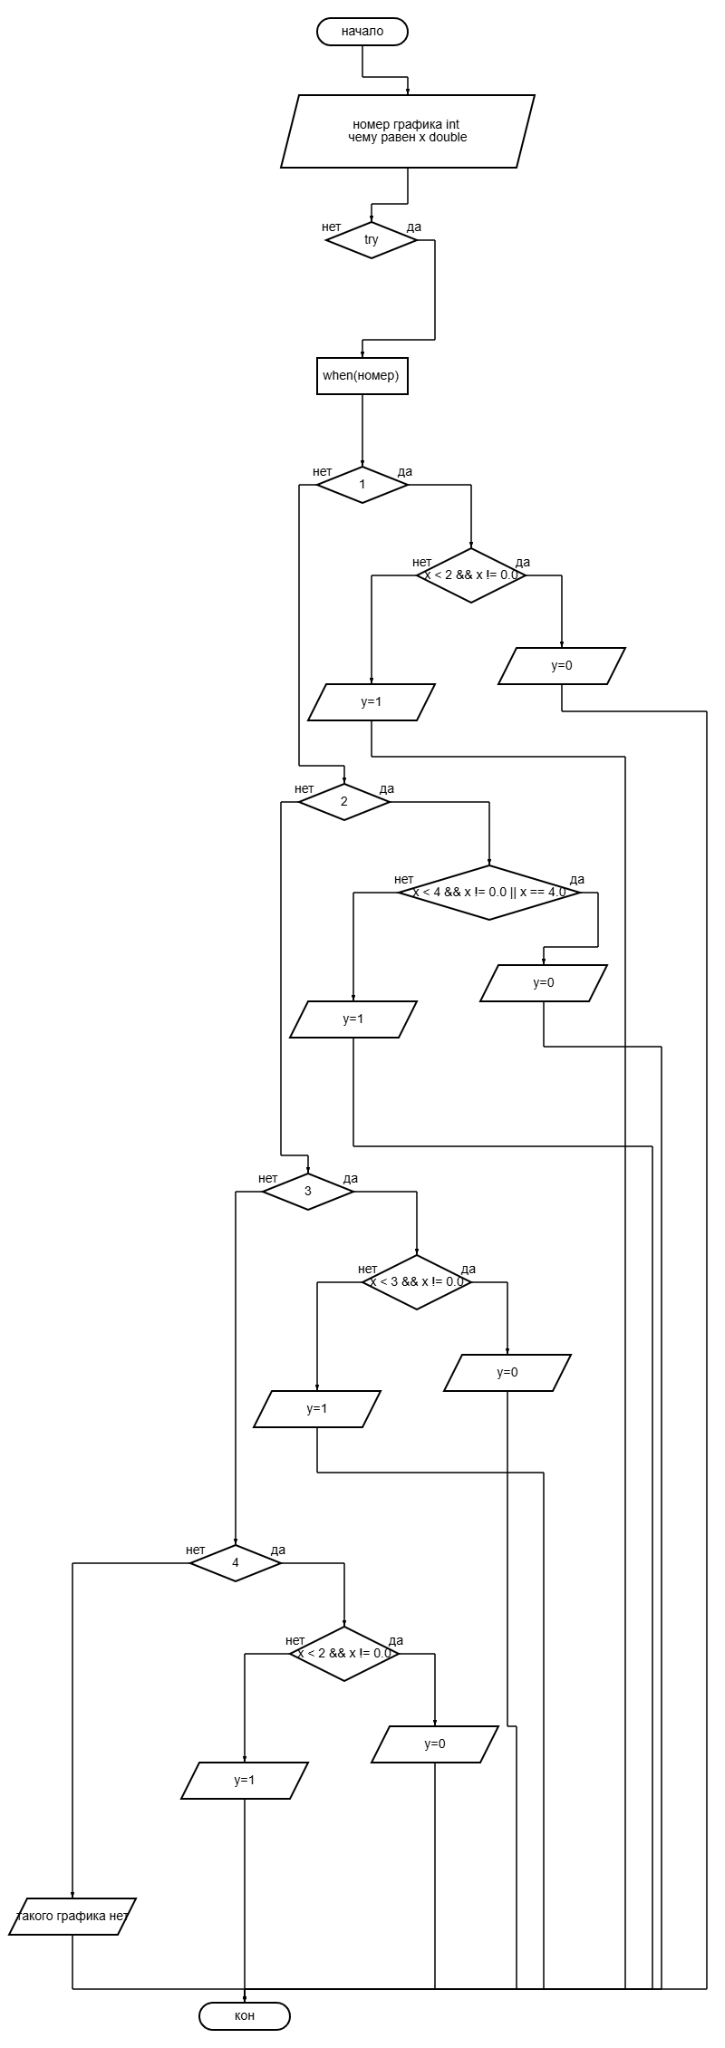 начало
номер графика int
чему равен x double
нет
да
try
when(номер)
нет
да
1
нет
да
x < 2 && x != 0.0
y=0
y=1
нет
да
2
нет
да
x < 4 && x != 0.0 || x == 4.0
y=0
y=1
нет
да
3
нет
да
x < 3 && x != 0.0
y=0
y=1
нет
да
4
нет
да
x < 2 && x != 0.0
y=0
y=1
такого графика нет
кон